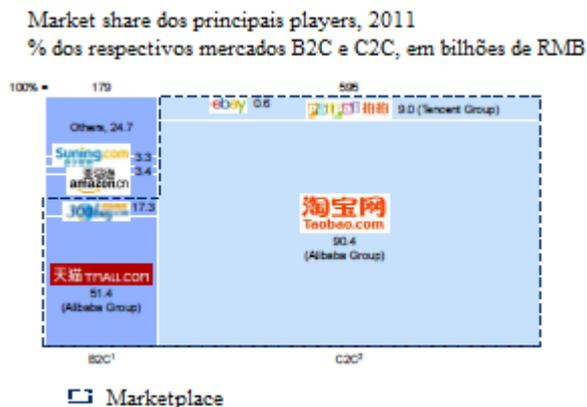 Market share dos principais players, 2011
% dos respectivos mercados B2C e C2C, em bilhões de RMB
100% = 179 595
ebay 0.6 拍拍 9.0 (Tencent Group)
Others, 24.7
Suning.com 3.3
amazon.cn 3.4
360buy 17.3
淘宝网
Taobao.com
90.4
(Alibaba Group)
天猫 TMALL.COM
51.4
(Alibaba Group)
B2C¹ C2C²
Marketplace